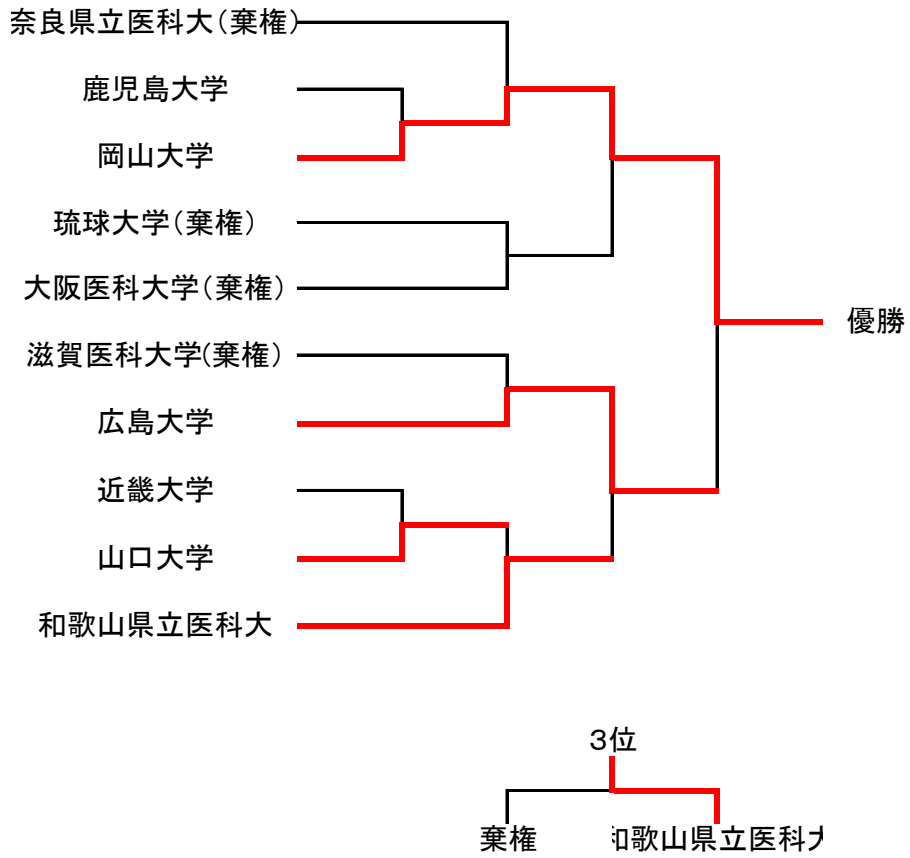 奈良県立医科大(棄権)
鹿児島大学
岡山大学
琉球大学(棄権)
大阪医科大学(棄権)
優勝
滋賀医科大学(棄権)
広島大学
近畿大学
山口大学
和歌山県立医科大
3位
棄権
和歌山県立医科大